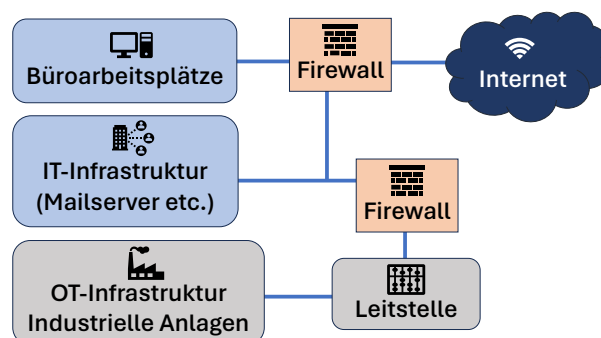 Büroarbeitsplätze
Firewall
Internet
IT-Infrastruktur
(Mailserver etc.)
Firewall
OT-Infrastruktur
Industrielle Anlagen
Leitstelle